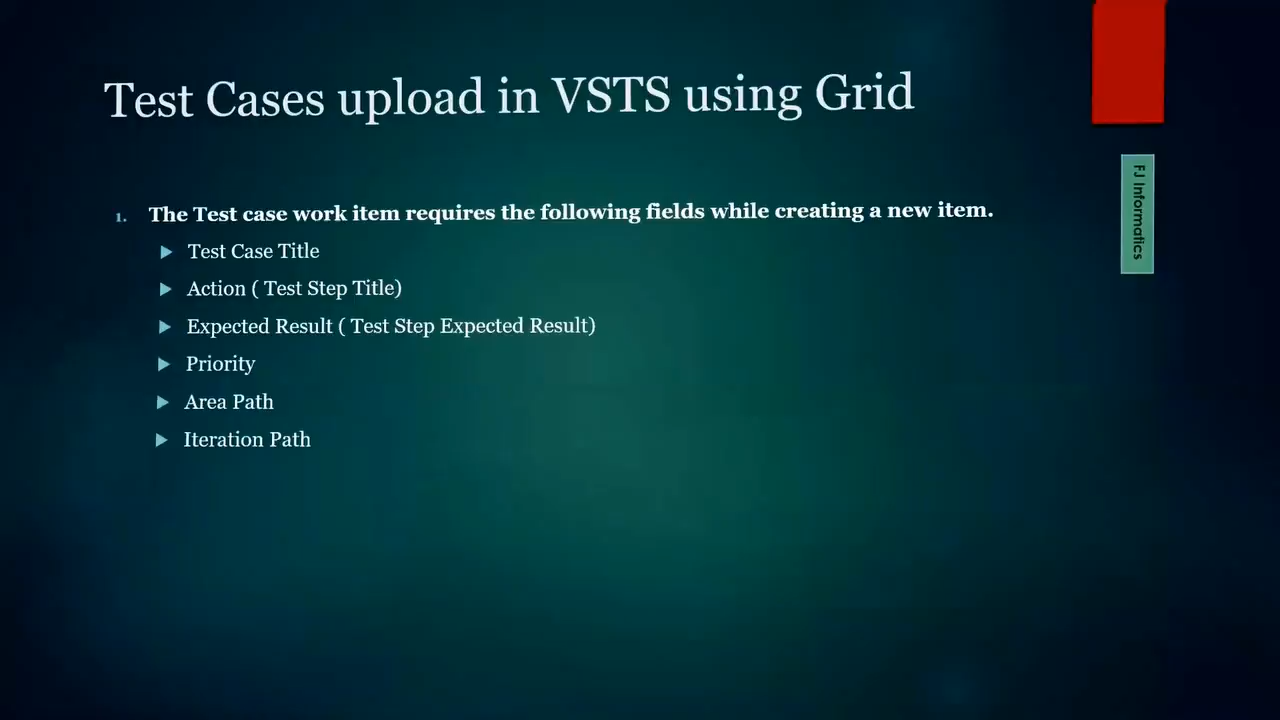 Test Cases upload in VSTS using Grid
1. The Test case work item requires the following fields while creating a new item.
Test Case Title
Action ( Test Step Title)
Expected Result ( Test Step Expected Result)
Priority
Area Path
Iteration Path
FJ Informatics